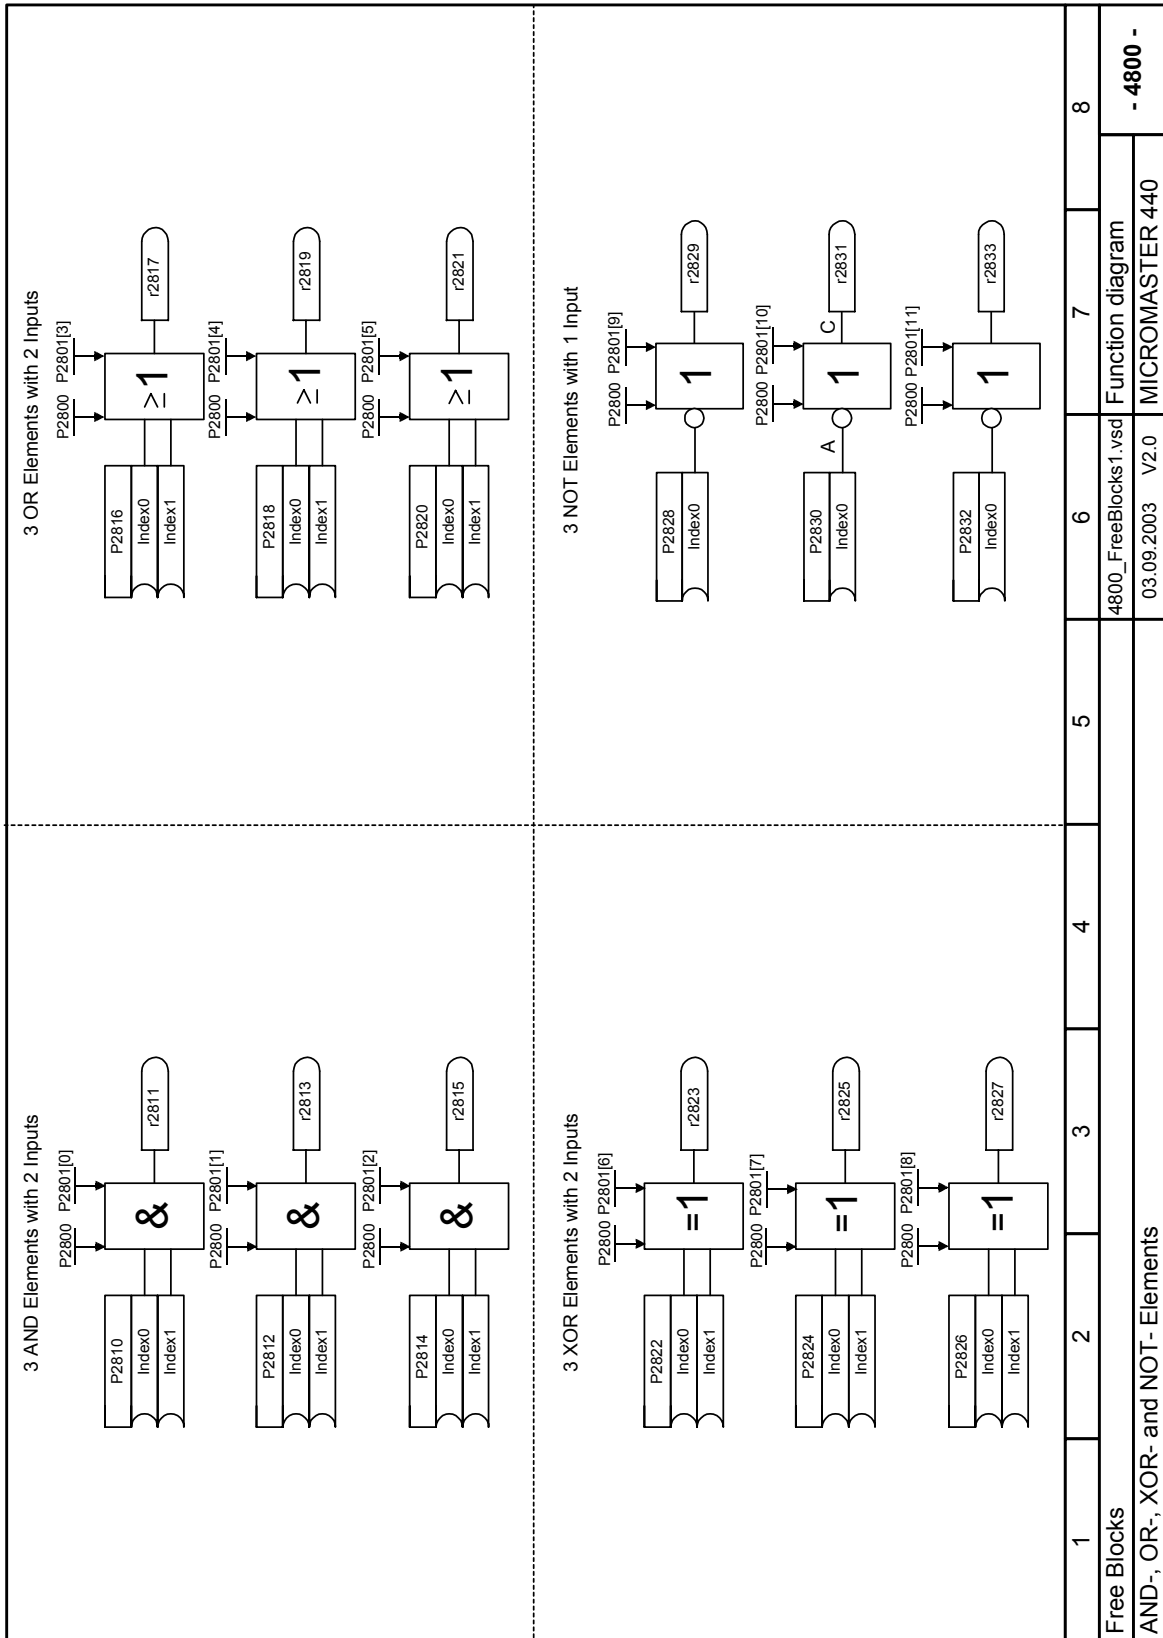 3 AND Elements with 2 Inputs
P2800 P2801[0]
P2810
Index0
Index1
&
r2811
P2800 P2801[1]
P2812
Index0
Index1
&
r2813
P2800 P2801[2]
P2814
Index0
Index1
&
r2815
3 OR Elements with 2 Inputs
P2800 P2801[3]
P2816
Index0
Index1
≥1
r2817
P2800 P2801[4]
P2818
Index0
Index1
≥1
r2819
P2800 P2801[5]
P2820
Index0
Index1
≥1
r2821
3 XOR Elements with 2 Inputs
P2800 P2801[6]
P2822
Index0
Index1
=1
r2823
P2800 P2801[7]
P2824
Index0
Index1
=1
r2825
P2800 P2801[8]
P2826
Index0
Index1
=1
r2827
3 NOT Elements with 1 Input
P2800 P2801[9]
P2828
Index0
1
r2829
P2800 P2801[10]
P2830
Index0
A
1
C
r2831
P2800 P2801[11]
P2832
Index0
1
r2833
1 2 3 4 5 6 7 8
Free Blocks 4800_FreeBlocks1.vsd Function diagram
- 4800 -
AND-, OR-, XOR- and NOT- Elements 03.09.2003 V2.0 MICROMASTER 440